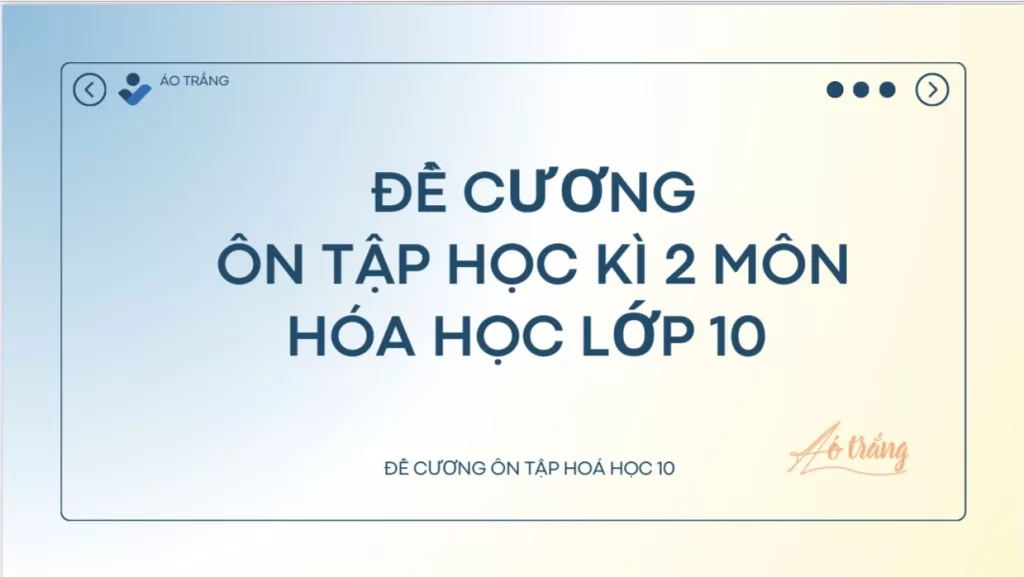 ÁO TRẮNG
ĐỀ CƯƠNG
ÔN TẬP HỌC KÌ 2 MÔN
HÓA HỌC LỚP 10
ĐỀ CƯƠNG ÔN TẬP HOÁ HỌC 10
Áo trắng